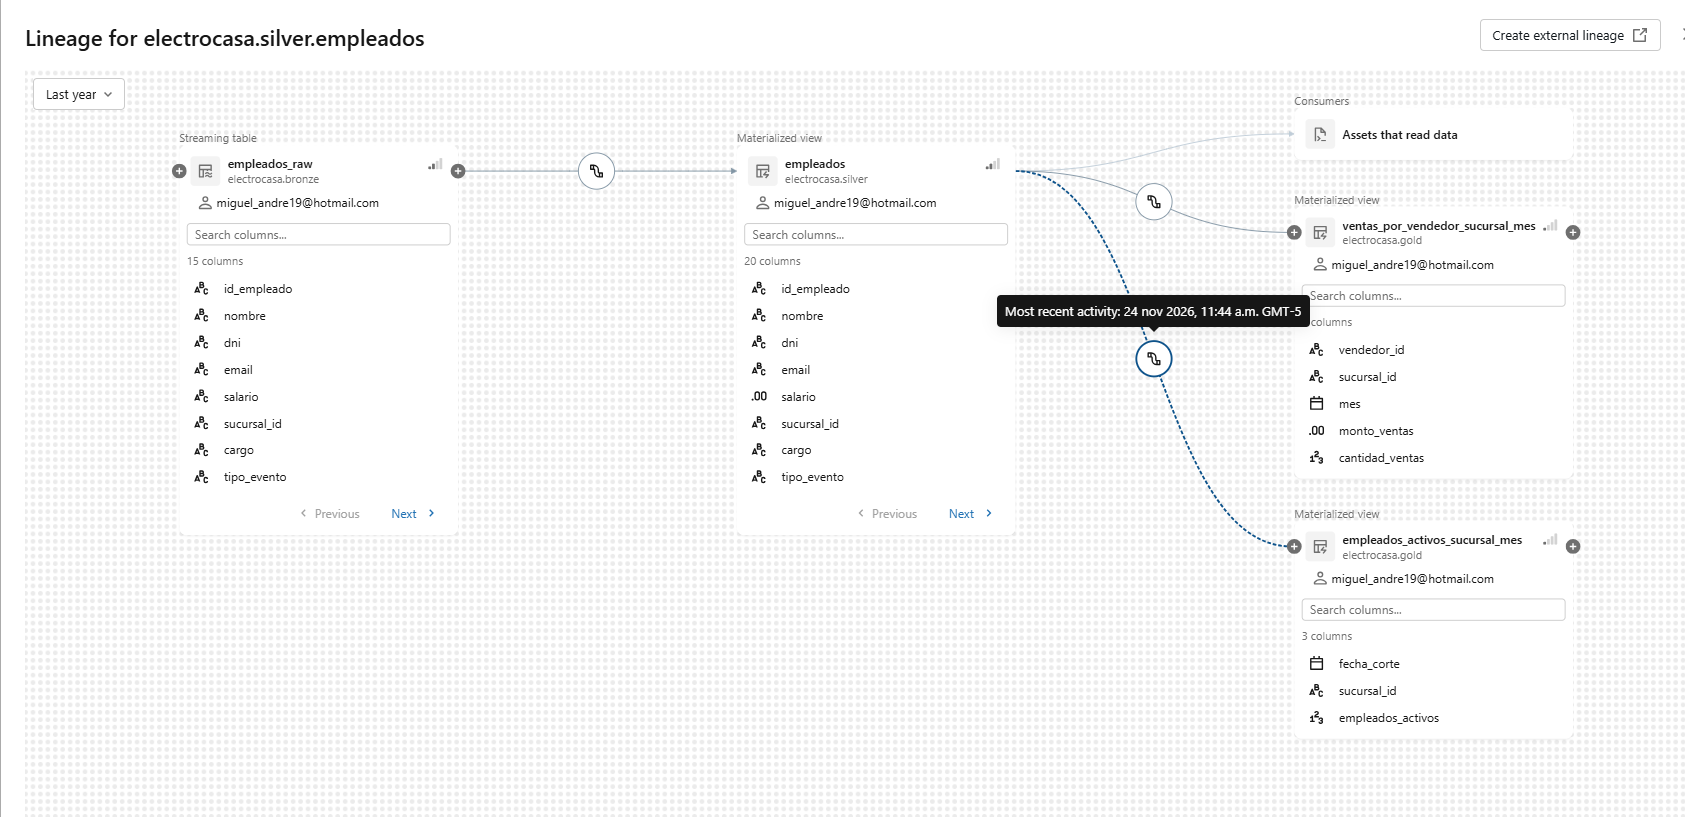 Lineage for electrocasa.silver.empleados
Create external lineage
Last year
Streaming table
empleados_raw
electrocasa.bronze
miguel_andre19@hotmail.com
Search columns...
15 columns
id_empleado
nombre
dni
email
salario
sucursal_id
cargo
tipo_evento
Previous
Next
Materialized view
empleados
electrocasa.silver
miguel_andre19@hotmail.com
Search columns...
20 columns
id_empleado
nombre
dni
email
.00 salario
sucursal_id
cargo
tipo_evento
Previous
Next
Most recent activity: 24 nov 2026, 11:44 a.m. GMT-5
Consumers
Assets that read data
Materialized view
ventas_por_vendedor_sucursal_mes
electrocasa.gold
miguel_andre19@hotmail.com
Search columns...
columns
vendedor_id
sucursal_id
mes
.00 monto_ventas
cantidad_ventas
Materialized view
empleados_activos_sucursal_mes
electrocasa.gold
miguel_andre19@hotmail.com
Search columns...
3 columns
fecha_corte
sucursal_id
empleados_activos